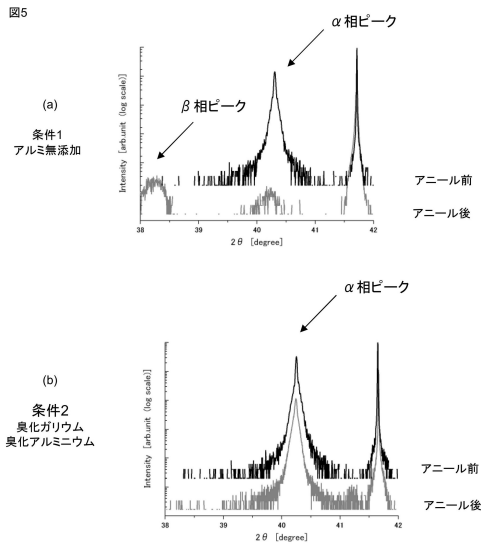 図5
α相ピーク
(a)
β相ピーク
条件1
アルミ無添加
Intensity [arb.unit (log scale)]
アニール前
アニール後
38 39 40 41 42
2θ [degree]
α相ピーク
(b)
条件2
臭化ガリウム
臭化アルミニウム
Intensity [arb.unit (log scale)]
アニール前
アニール後
38 39 40 41 42
2θ [degree]